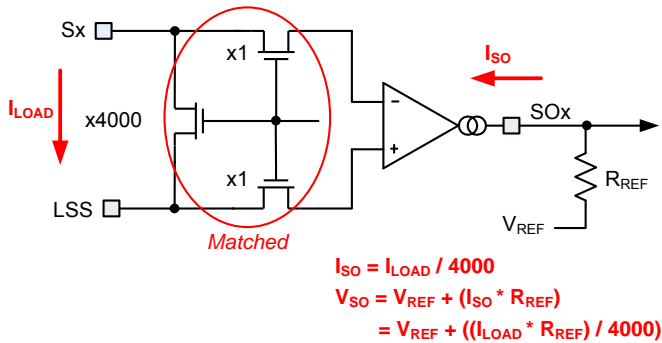 Sx
x1
I_SO
I_LOAD
x4000
SOx
x1
R_REF
LSS
V_REF
Matched
I_SO = I_LOAD / 4000
V_SO = V_REF + (I_SO * R_REF)
= V_REF + ((I_LOAD * R_REF) / 4000)